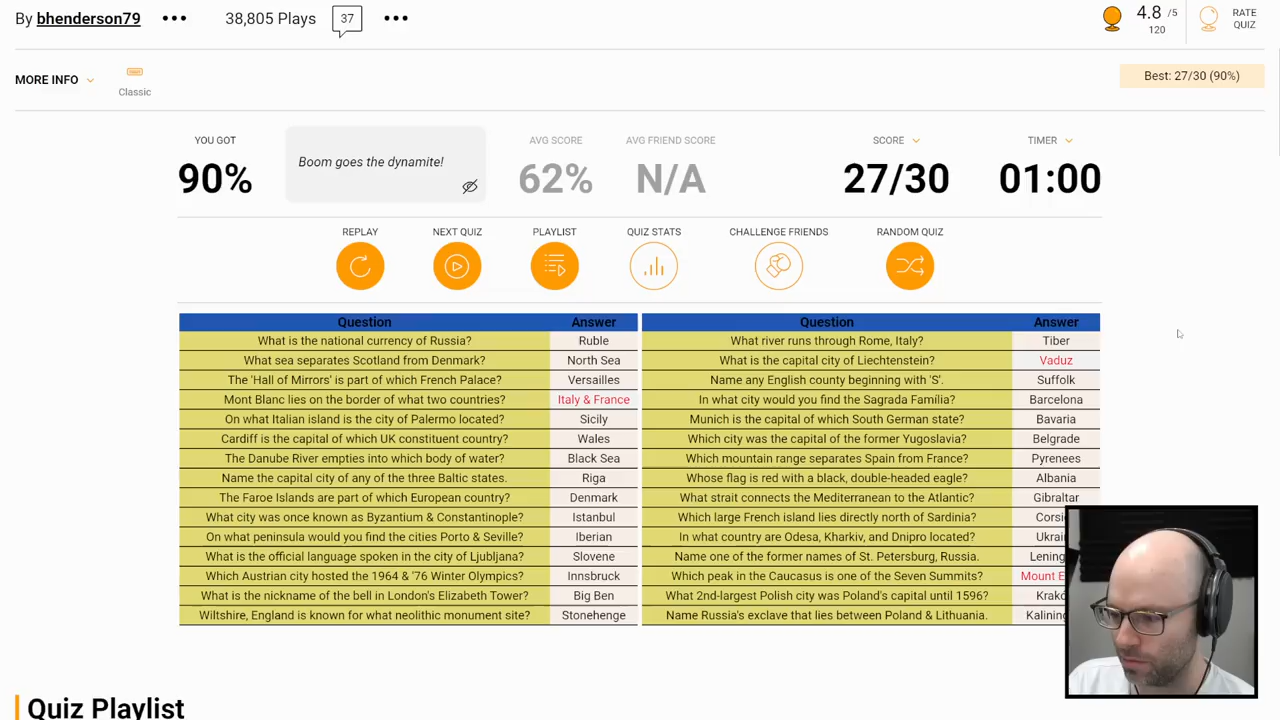 By bhenderson79 ••• 38,805 Plays 37 •••
4.8 /5
120
RATE
QUIZ
MORE INFO
Classic
Best: 27/30 (90%)
YOU GOT
90%
Boom goes the dynamite!
AVG SCORE
62%
AVG FRIEND SCORE
N/A
SCORE
27/30
TIMER
01:00
REPLAY
NEXT QUIZ
PLAYLIST
QUIZ STATS
CHALLENGE FRIENDS
RANDOM QUIZ
Question Answer
What is the national currency of Russia? Ruble
What sea separates Scotland from Denmark? North Sea
The 'Hall of Mirrors' is part of which French Palace? Versailles
Mont Blanc lies on the border of what two countries? Italy & France
On what Italian island is the city of Palermo located? Sicily
Cardiff is the capital of which UK constituent country? Wales
The Danube River empties into which body of water? Black Sea
Name the capital city of any of the three Baltic states. Riga
The Faroe Islands are part of which European country? Denmark
What city was once known as Byzantium & Constantinople? Istanbul
On what peninsula would you find the cities Porto & Seville? Iberian
What is the official language spoken in the city of Ljubljana? Slovene
Which Austrian city hosted the 1964 & '76 Winter Olympics? Innsbruck
What is the nickname of the bell in London's Elizabeth Tower? Big Ben
Wiltshire, England is known for what neolithic monument site? Stonehenge
Question Answer
What river runs through Rome, Italy? Tiber
What is the capital city of Liechtenstein? Vaduz
Name any English county beginning with 'S'. Suffolk
In what city would you find the Sagrada Família? Barcelona
Munich is the capital of which South German state? Bavaria
Which city was the capital of the former Yugoslavia? Belgrade
Which mountain range separates Spain from France? Pyrenees
Whose flag is red with a black, double-headed eagle? Albania
What strait connects the Mediterranean to the Atlantic? Gibraltar
Which large French island lies directly north of Sardinia? Corsi
In what country are Odesa, Kharkiv, and Dnipro located? Ukrai
Name one of the former names of St. Petersburg, Russia. Lening
Which peak in the Caucasus is one of the Seven Summits? Mount E
What 2nd-largest Polish city was Poland's capital until 1596? Krako
Name Russia's exclave that lies between Poland & Lithuania. Kalining
Quiz Playlist